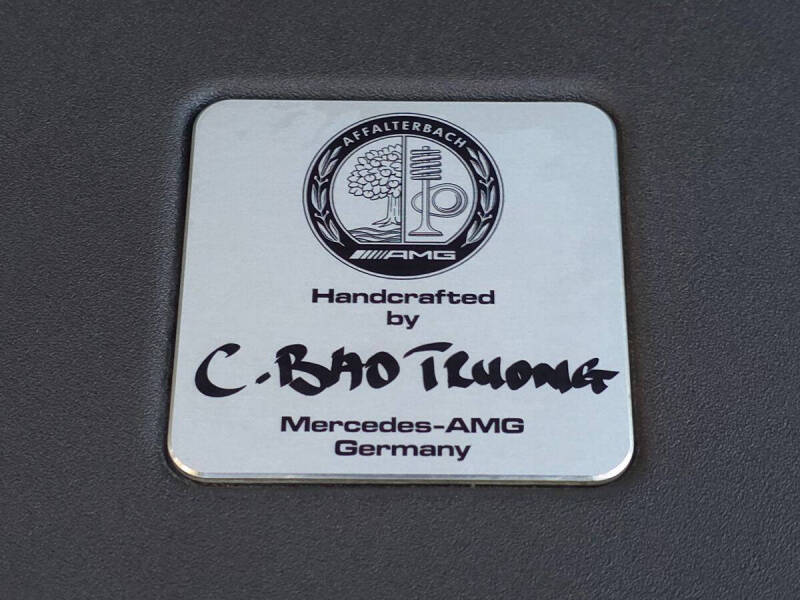 AFFALTERBACH
AMG
Handcrafted
by
C. BAO TRUONG
Mercedes-AMG
Germany